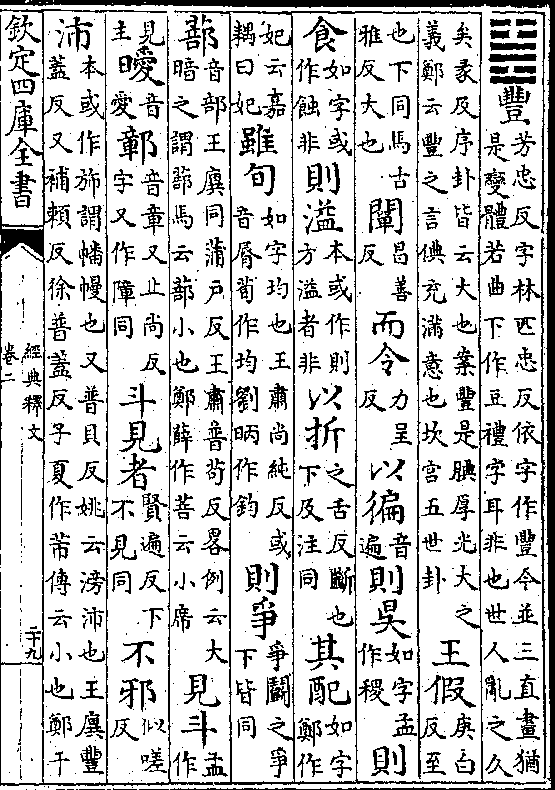 ䷶豐芳忠反字林匹忠反依字作豐今並三直畫猶是變體若曲下作豆禮字耳非也世人亂之久
矣彖及序卦皆云大也案豐是腆厚光大之義鄭云豐之言倎充滿意也坎宮五世卦王假庚白反至
也下同馬古雅反大也闡昌善反而令力呈反以徧音遍則昃如字孟作稷則
食如字或作蝕非則溢本或作則方溢者非以折之舌反斷也下及注同其配如字鄭作
妃云嘉耦曰妃雖旬如字均也王肅尚純反或音脣荀作均劉昞作鈞則爭爭鬭之爭下皆同
蔀音部王廙同蒲戶反王肅普苟反畧例云大暗之謂蔀馬云蔀小也鄭薛作菩云小席見斗孟作
見主曖音愛鄣音章又止尚反字又作障同斗見者賢遍反下不見同不邪似嗟反
沛本或作斾謂幡幔也又普貝反姚云滂沛也王廙豐蓋反又補賴反徐普蓋反子夏作芾傳云小也鄭干
欽定四庫全書
經典釋文
卷二
二十九